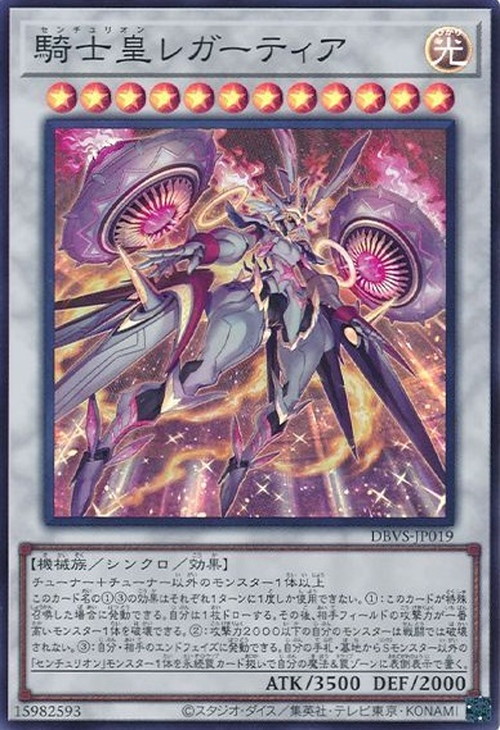 センチュリオン
騎士皇レガーティア
ひかり
光
DBVS-JP019
【機械族／シンクロ／効果】
チューナー＋チューナー以外のモンスター1体以上
このカード名の①③の効果はそれぞれ1ターンに1度しか使用できない。①：このカードが特殊
召喚した場合に発動できる。自分は1枚ドローする。その後、相手フィールドの攻撃力が一番
高いモンスター1体を破壊できる。②：攻撃力2000以下の自分のモンスターは戦闘では破壊
されない。③：自分・相手のエンドフェイズに発動できる。自分の手札・墓地からSモンスター以外の
「センチュリオン」モンスター1体を永続罠カード扱いで自分の魔法＆罠ゾーンに表側表示で置く。
ATK/3500 DEF/2000
15982593
©スタジオ・ダイス／集英社・テレビ東京・KONAMI